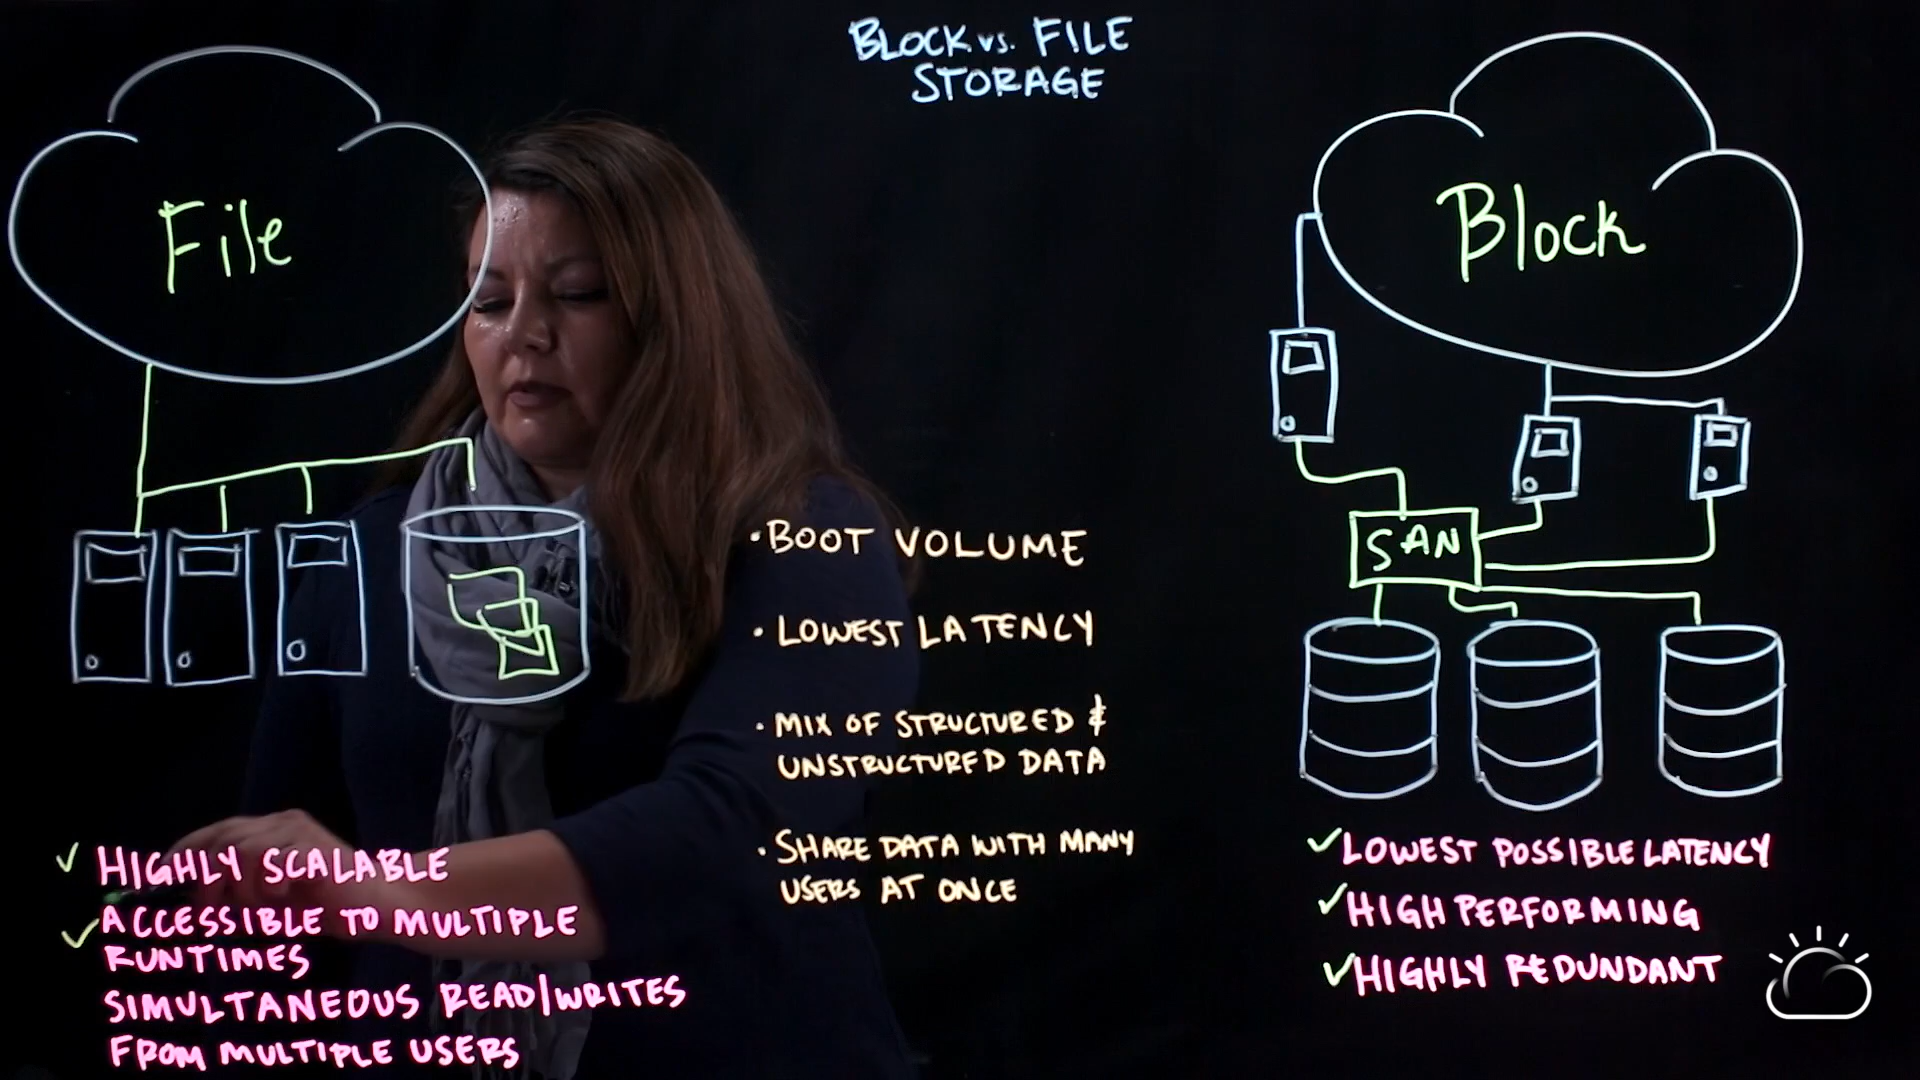 BLOCK vs. FILE
STORAGE
File
• BOOT VOLUME
• LOWEST LATENCY
• MIX OF STRUCTURED &
UNSTRUCTURED DATA
• SHARE DATA WITH MANY
USERS AT ONCE
✓ HIGHLY SCALABLE
✓ ACCESSIBLE TO MULTIPLE
RUNTIMES
SIMULTANEOUS READ/WRITES
FROM MULTIPLE USERS
Block
SAN
✓ LOWEST POSSIBLE LATENCY
✓ HIGH PERFORMING
✓ HIGHLY REDUNDANT